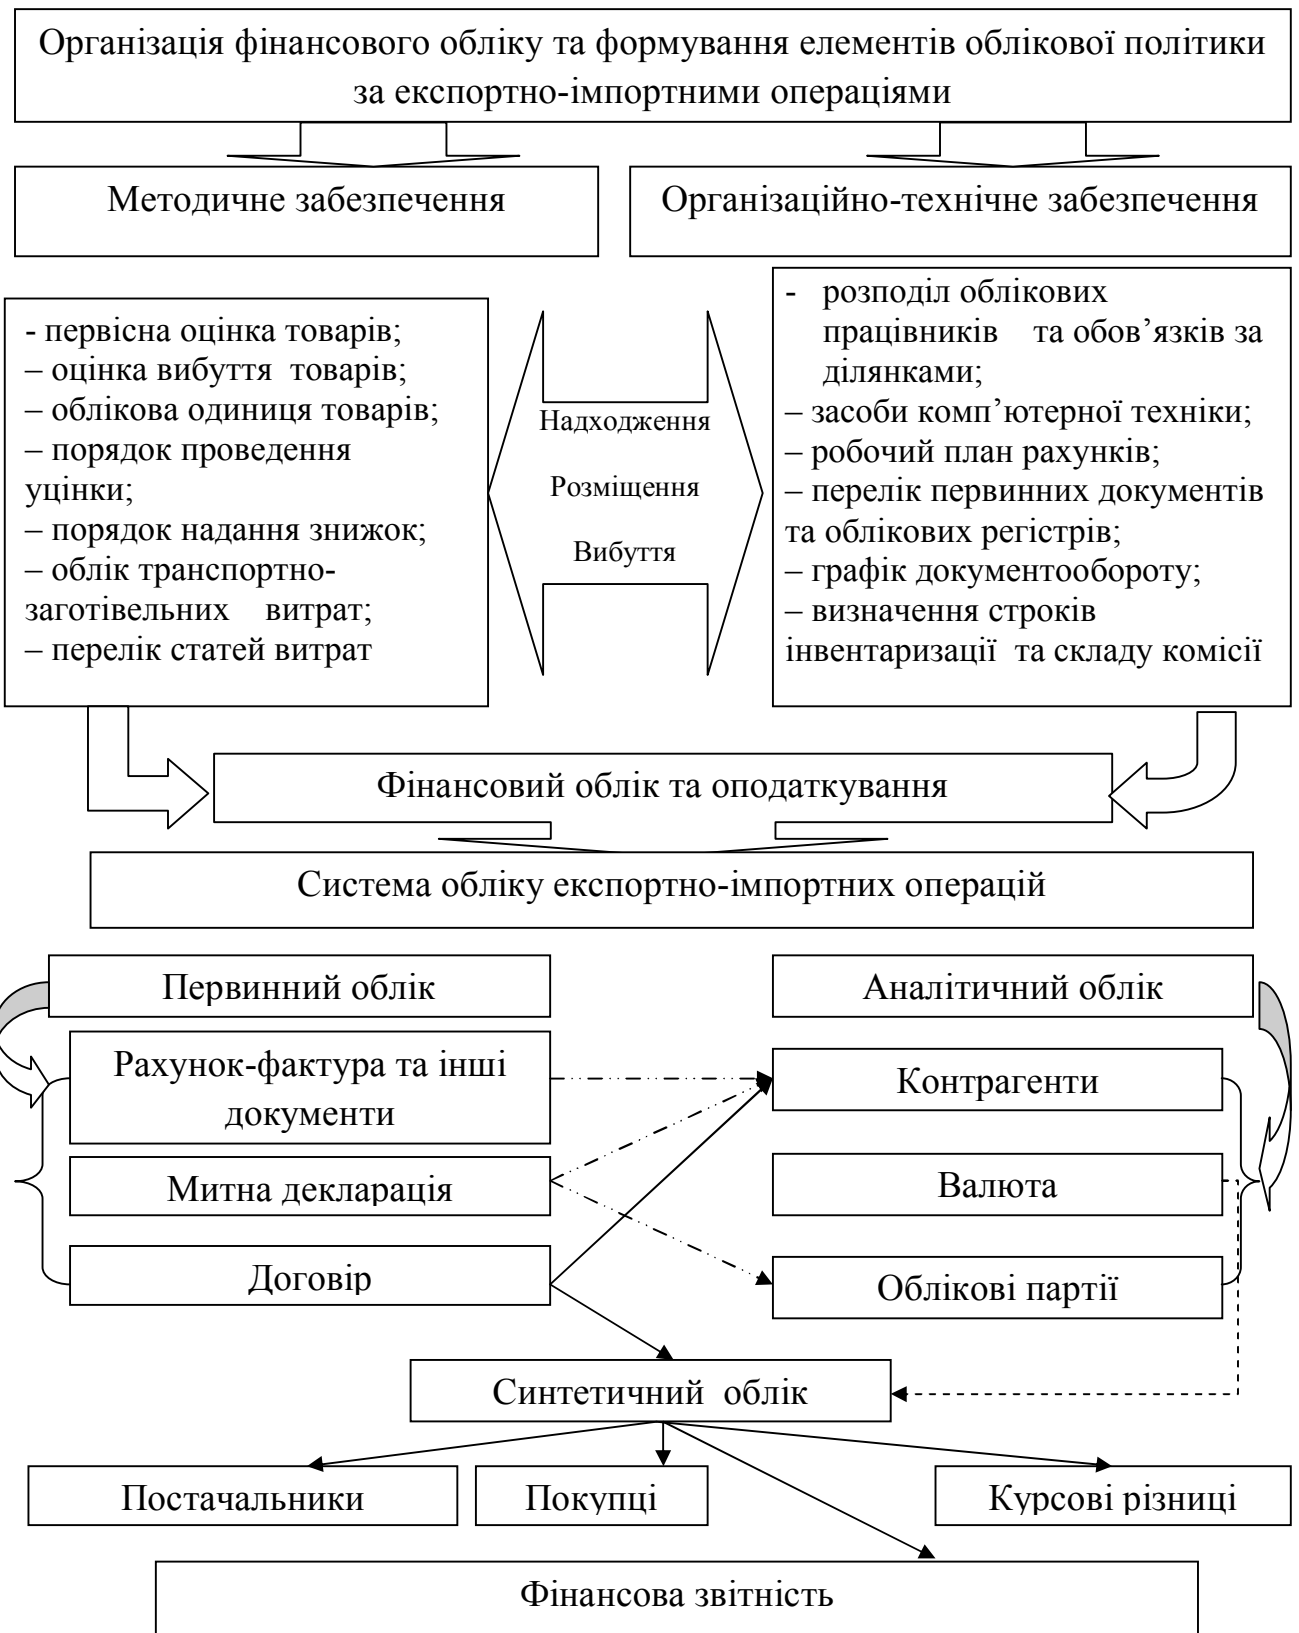 Організація фінансового обліку та формування елементів облікової політики
за експортно-імпортними операціями
Методичне забезпечення
Організаційно-технічне забезпечення
- первісна оцінка товарів;
– оцінка вибуття товарів;
– облікова одиниця товарів;
– порядок проведення
уцінки;
– порядок надання знижок;
– облік транспортно-
заготівельних витрат;
– перелік статей витрат
Надходження
Розміщення
Вибуття
- розподіл облікових
працівників та обов’язків за
ділянками;
– засоби комп’ютерної техніки;
– робочий план рахунків;
– перелік первинних документів
та облікових регістрів;
– графік документообороту;
– визначення строків
інвентаризації та складу комісії
Фінансовий облік та оподаткування
Система обліку експортно-імпортних операцій
Первинний облік
Аналітичний облік
Рахунок-фактура та інші
документи
Контрагенти
Митна декларація
Валюта
Договір
Облікові партії
Синтетичний облік
Постачальники
Покупці
Курсові різниці
Фінансова звітність